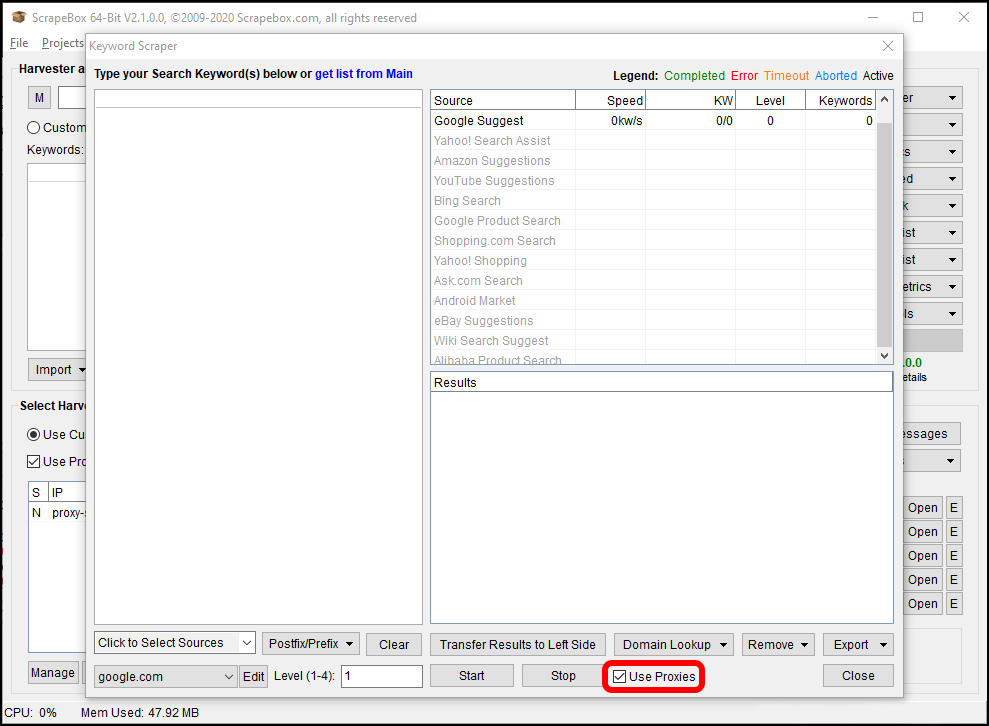 ScrapeBox 64-Bit V2.1.0.0, ©2009-2020 Scrapebox.com, all rights reserved
File Projects
Keyword Scraper
Harvester a
Type your Search Keyword(s) below or get list from Main
Legend: Completed Error Timeout Aborted Active
M
Custom
Keywords:
Source Speed KW Level Keywords
Google Suggest 0kw/s 0/0 0 0
Yahoo! Search Assist
Amazon Suggestions
YouTube Suggestions
Bing Search
Google Product Search
Shopping.com Search
Yahoo! Shopping
Ask.com Search
Android Market
eBay Suggestions
Wiki Search Suggest
Alibaba Product Search
er
cs
ed
k
ist
ist
etrics
ls
.0.0
etails
Import
Results
Select Harv
Use Cu
Use Pro
S IP
N proxy-s
essages
s
Open E
Open E
Open E
Open E
Open E
Click to Select Sources Postfix/Prefix Clear Transfer Results to Left Side Domain Lookup Remove Export
Manage google.com Edit Level (1-4): 1 Start Stop Use Proxies Close
CPU: 0% Mem Used: 47.92 MB